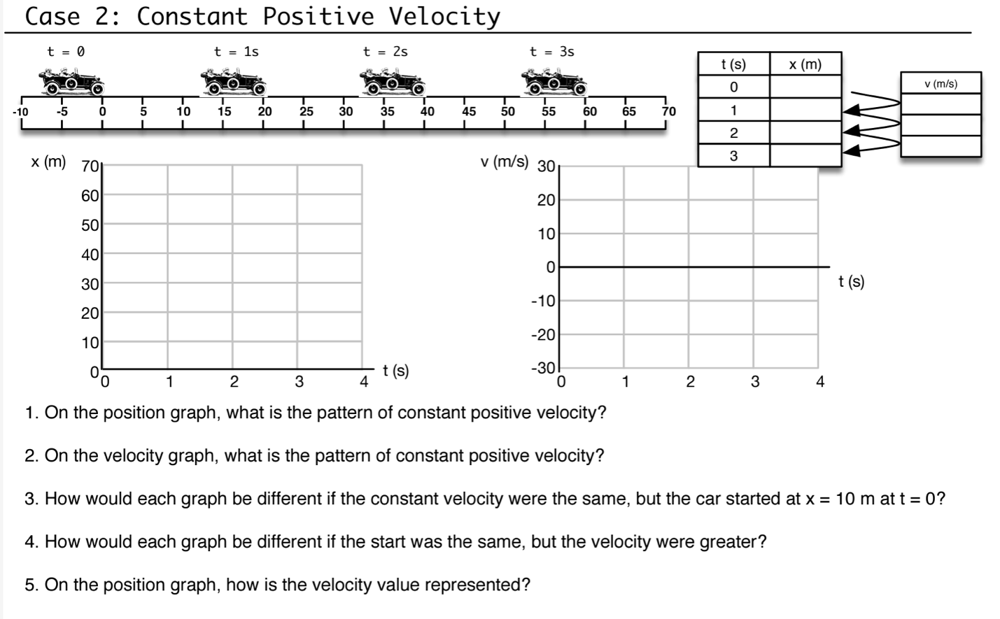 Case 2: Constant Positive Velocity
t = 0 t = 1s t = 2s t = 3s
-10 -5 0 5 10 15 20 25 30 35 40 45 50 55 60 65 70
t (s) x (m)
0
1
2
3
v (m/s)
x (m)
70
60
50
40
30
20
10
0
0 1 2 3 4
t (s)
v (m/s)
30
20
10
0
-10
-20
-30
0 1 2 3 4
t (s)
1. On the position graph, what is the pattern of constant positive velocity?
2. On the velocity graph, what is the pattern of constant positive velocity?
3. How would each graph be different if the constant velocity were the same, but the car started at x = 10 m at t = 0?
4. How would each graph be different if the start was the same, but the velocity were greater?
5. On the position graph, how is the velocity value represented?